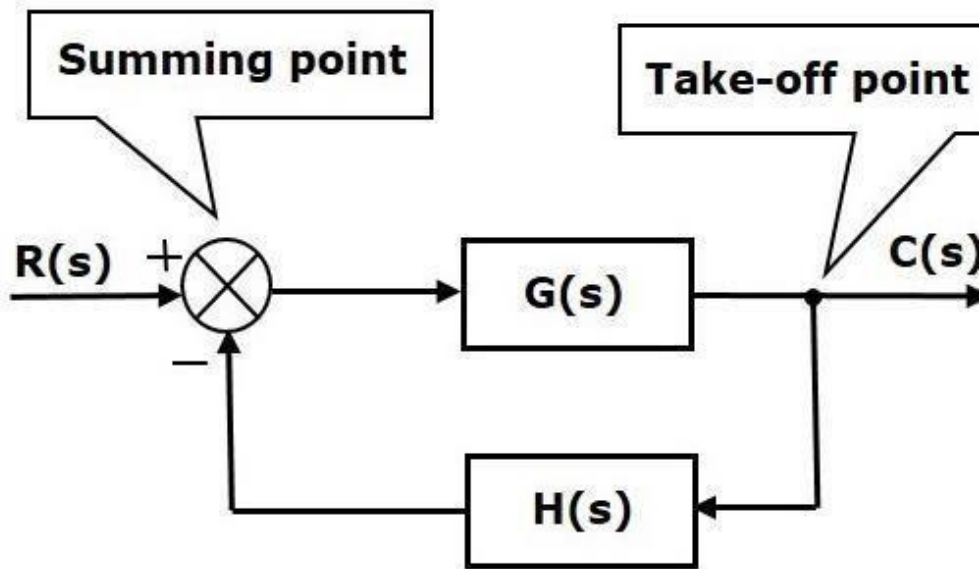 Summing point
Take-off point
R(s)
+
G(s)
C(s)
−
H(s)